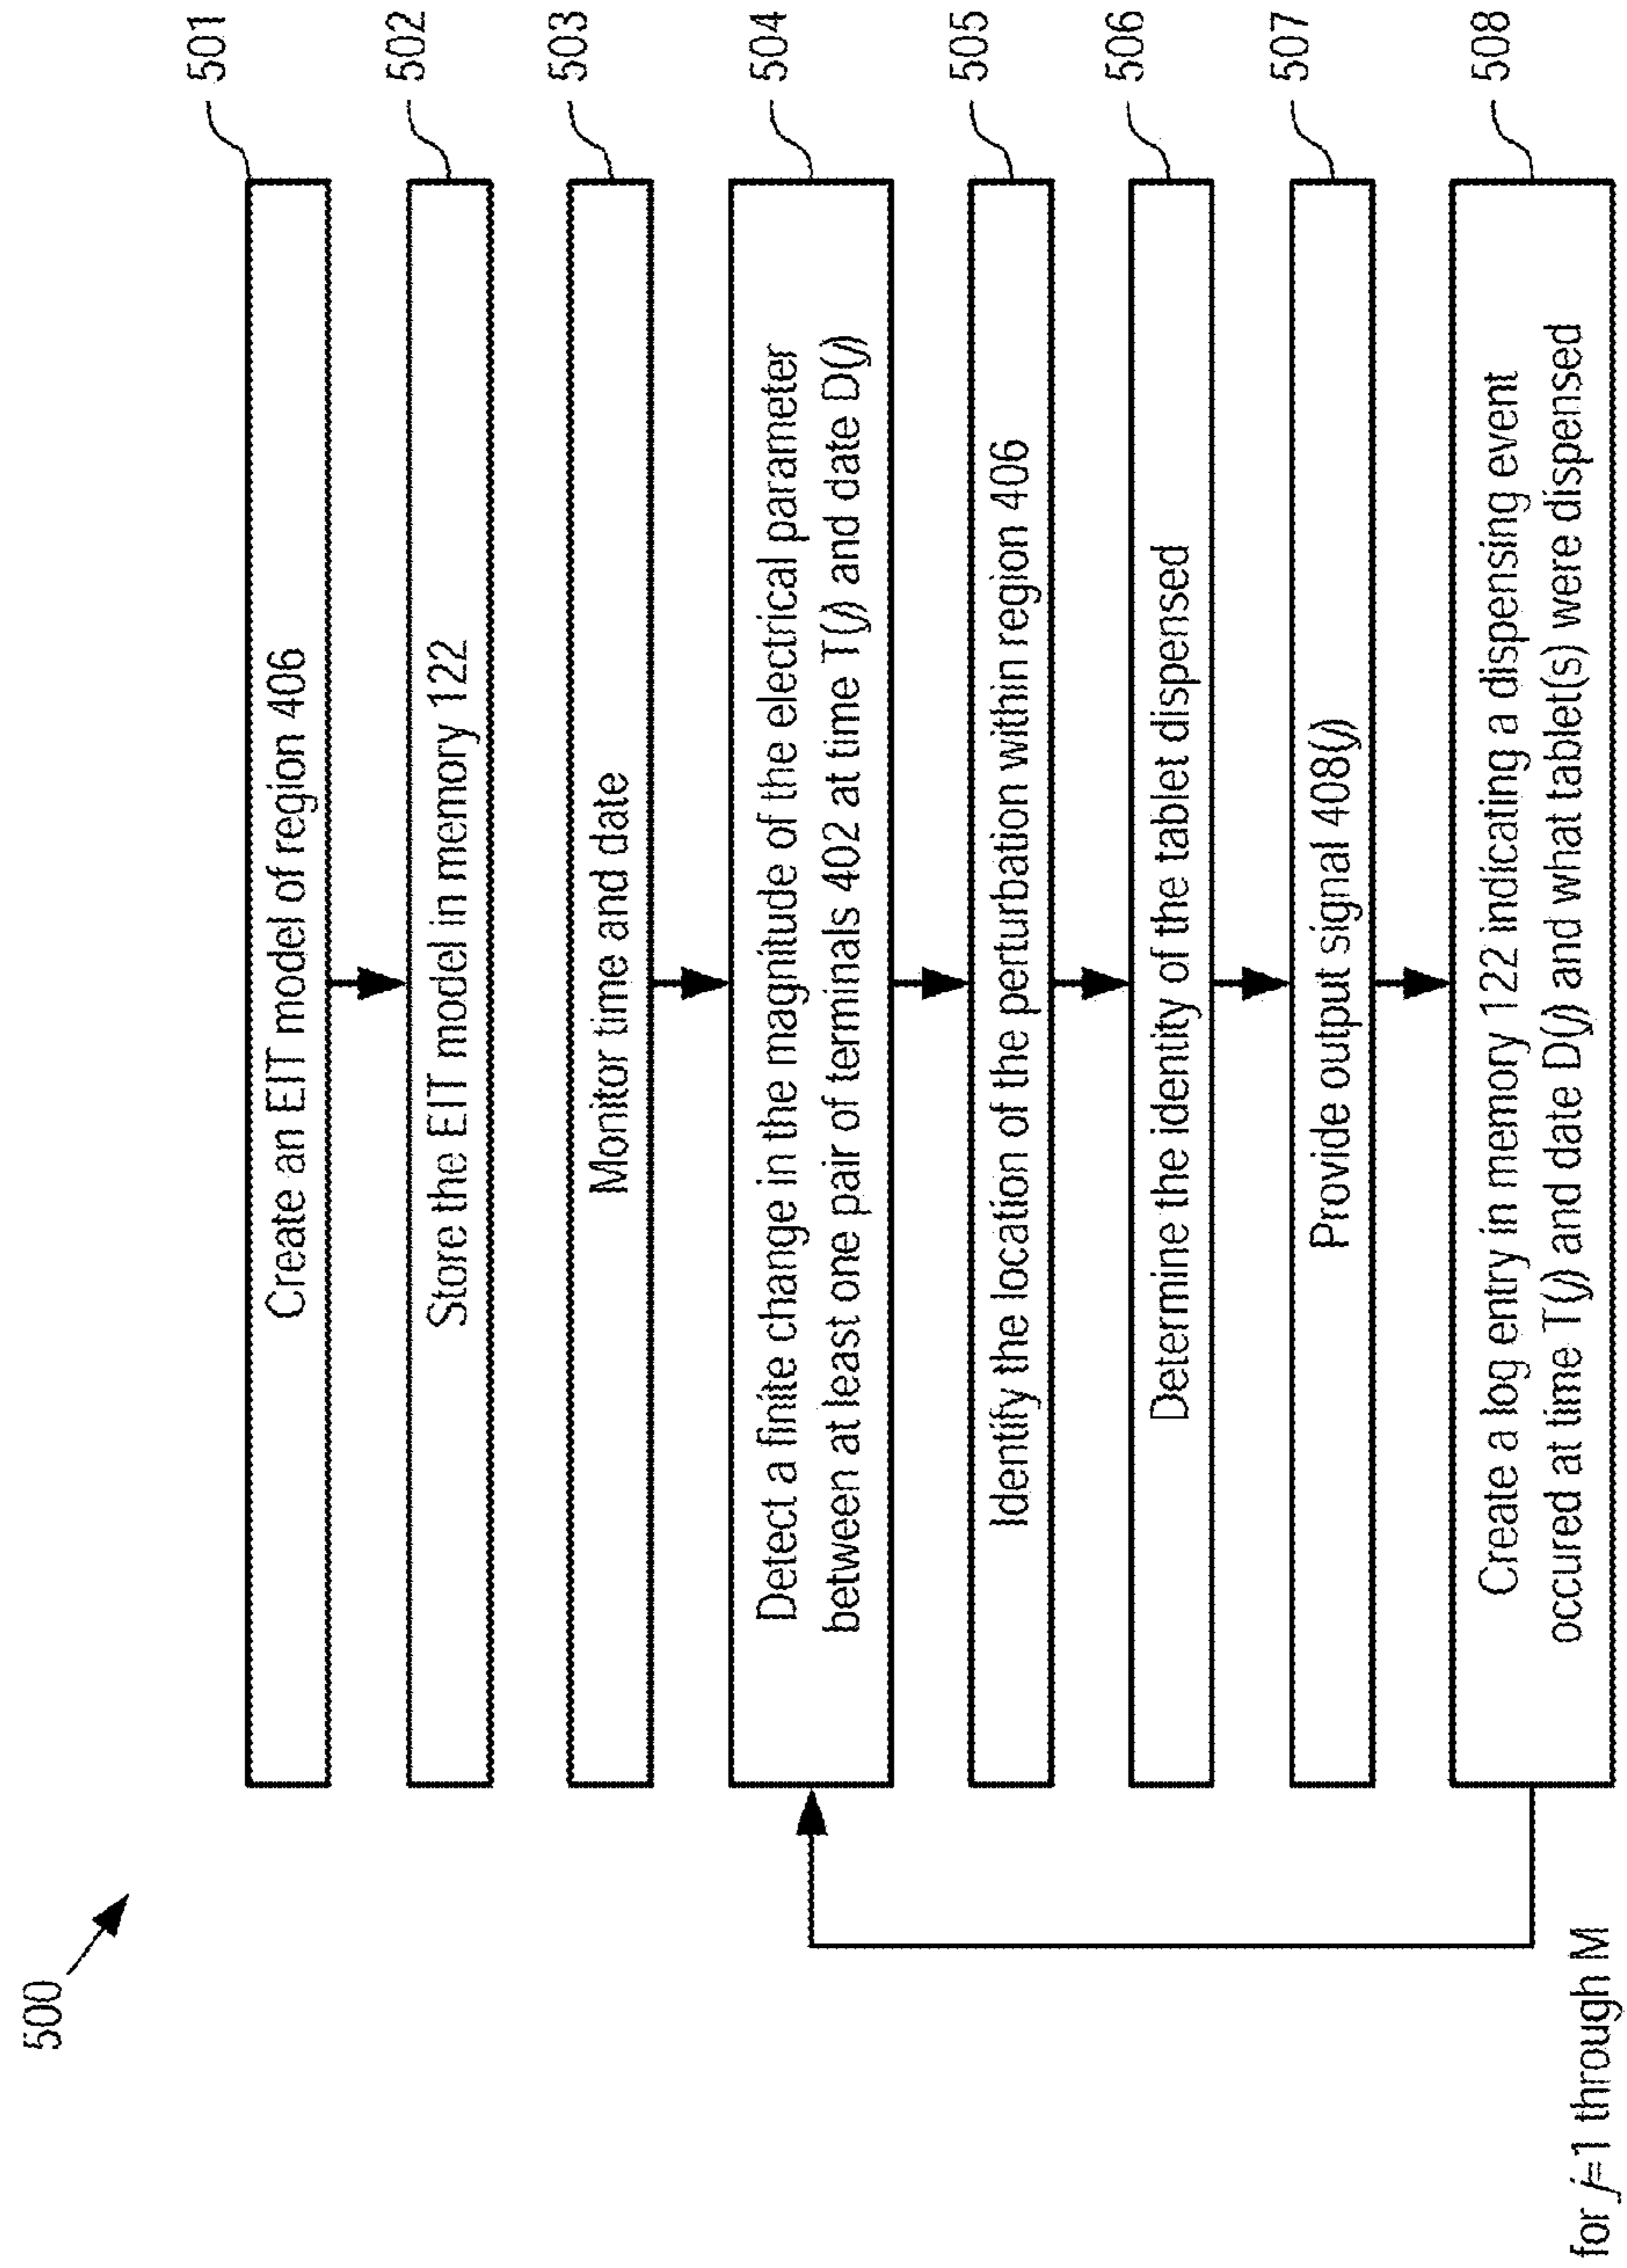 500
Create an EIT model of region 406
501
Store the EIT model in memory 122
502
Monitor time and date
503
Detect a finite change in the magnitude of the electrical parameter
between at least one pair of terminals 402 at time T(j) and date D(j)
504
Identify the location of the perturbation within region 406
505
Determine the identity of the tablet dispensed
506
Provide output signal 408(j)
507
Create a log entry in memory 122 indicating a dispensing event
occured at time T(j) and date D(j) and what tablet(s) were dispensed
508
for j=1 through M